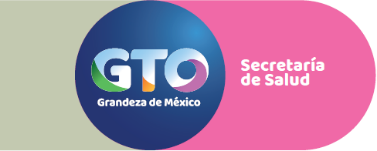 GTO
Grandeza de México
Secretaría
de Salud